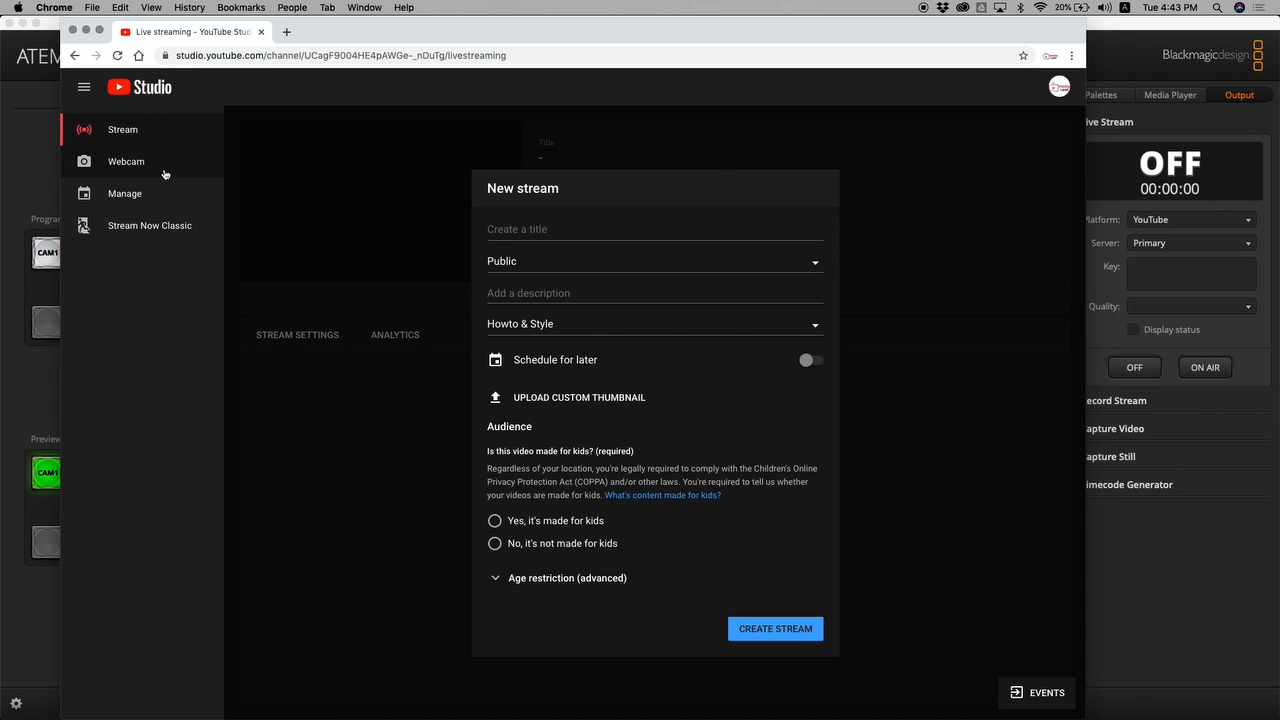 Chrome File Edit View History Bookmarks People Tab Window Help
20% A Tue 4:43 PM
Live streaming - YouTube Stud
studio.youtube.com/channel/UCagF9004HE4pAWGe-_nDuTg/livestreaming
ATEM
Blackmagicdesign
Studio
Palettes Media Player Output
Stream
Webcam
Manage
Stream Now Classic
Title
-
STREAM SETTINGS ANALYTICS
New stream
Create a title
Public
Add a description
Howto & Style
Schedule for later
UPLOAD CUSTOM THUMBNAIL
Audience
Is this video made for kids? (required)
Regardless of your location, you're legally required to comply with the Children's Online
Privacy Protection Act (COPPA) and/or other laws. You're required to tell us whether
your videos are made for kids. What's content made for kids?
Yes, it's made for kids
No, it's not made for kids
Age restriction (advanced)
CREATE STREAM
EVENTS
Progra
CAM1
Preview
CAM1
ive Stream
OFF
00:00:00
latform: YouTube
Server: Primary
Key:
Quality:
Display status
OFF ON AIR
ecord Stream
apture Video
apture Still
imecode Generator